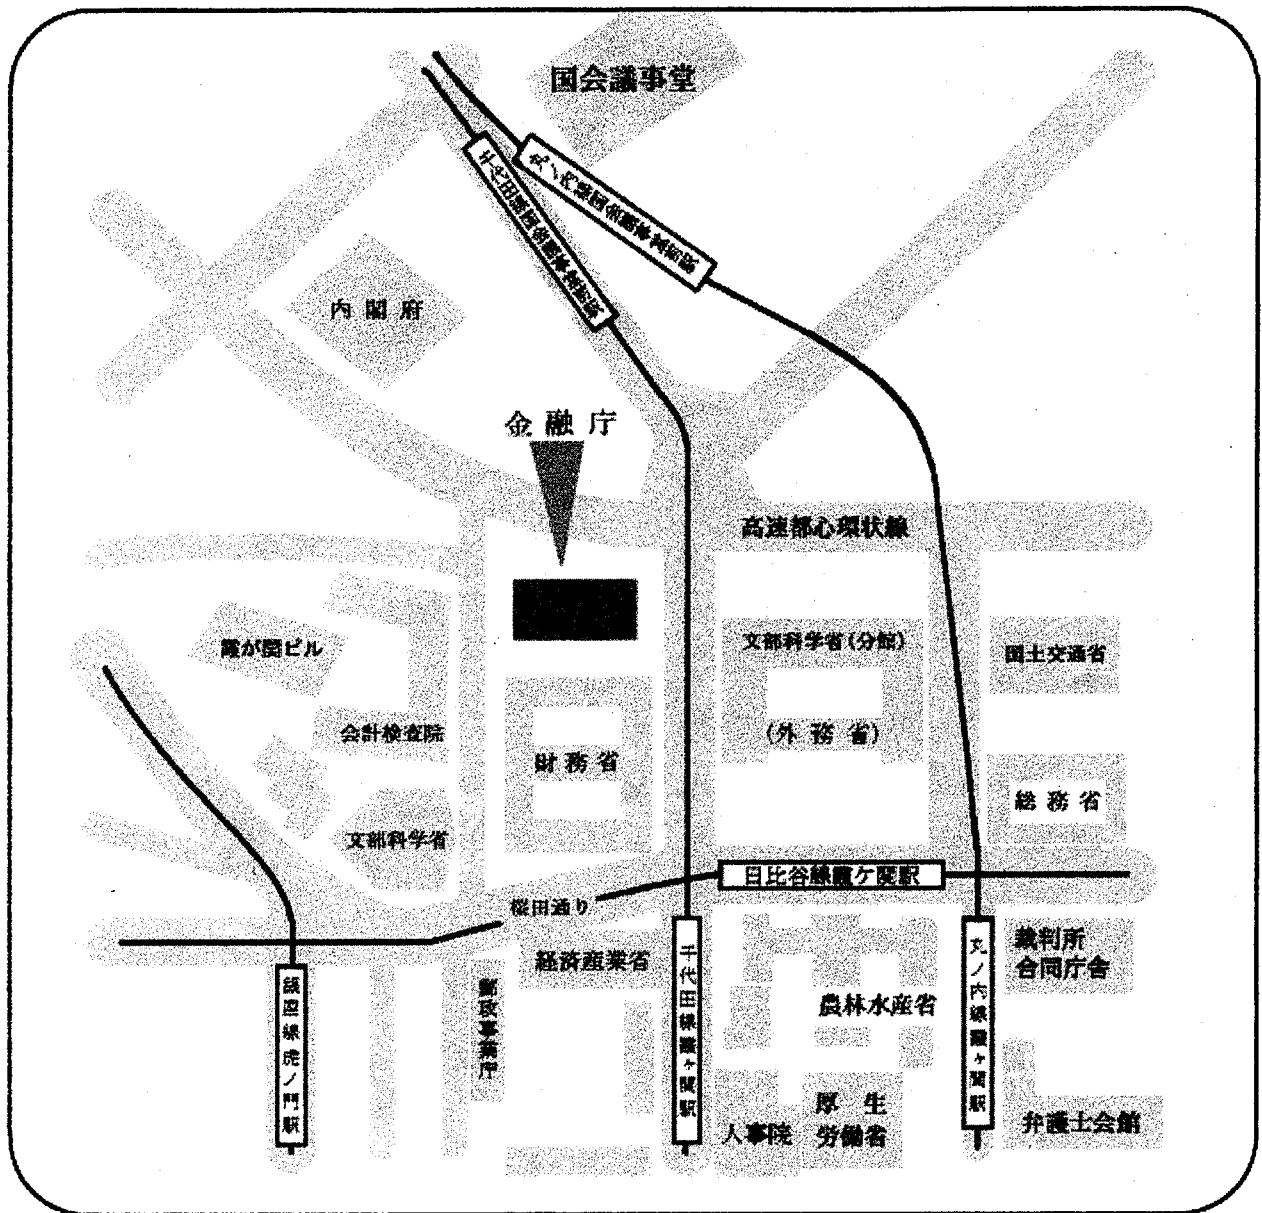 国会議事堂
丸ノ内線国会議事堂前駅
千代田線国会議事堂前駅
内閣府
金融庁
高速都心環状線
霞が関ビル
文部科学省(分館)
国土交通省
会計検査院
財務省
(外務省)
総務省
文部科学省
日比谷線霞ケ関駅
桜田通り
経済産業省
郵政事業庁
銀座線虎ノ門駅
千代田線霞ヶ関駅
農林水産省
丸ノ内線霞ヶ関駅
裁判所
合同庁舎
人事院
厚生
労働省
弁護士会館